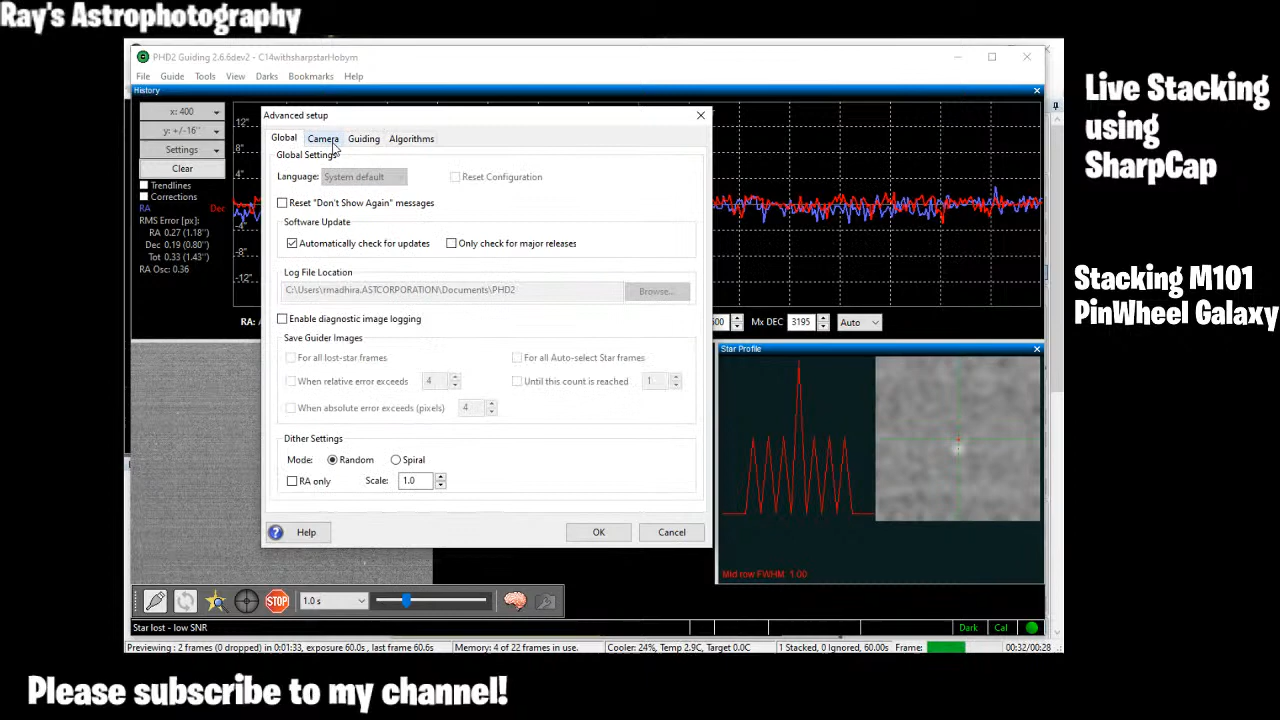 Ray's Astrophotography
PHD2 Guiding 2.6.6dev2 - C14withsharpstarHobym
File Guide Tools View Darks Bookmarks Help
History
x: 400
y: +/-16"
Settings
Clear
Trendlines
Corrections
RA Dec
RMS Error [px]:
RA 0.27 (1.18")
Dec 0.19 (0.80")
Tot 0.33 (1.43")
RA Osc: 0.36
12"
8"
4"
-4"
-8"
-12"
RA:
Mx DEC 3195 Auto
Advanced setup
Global Camera Guiding Algorithms
Global Settings
Language: System default Reset Configuration
Reset "Don't Show Again" messages
Software Update
Automatically check for updates Only check for major releases
Log File Location
C:\Users\rmadhira.ASTCORPORATION\Documents\PHD2 Browse...
Enable diagnostic image logging
Save Guider Images
For all lost-star frames For all Auto-select Star frames
When relative error exceeds 4 Until this count is reached 1
When absolute error exceeds (pixels) 4
Dither Settings
Mode: Random Spiral
RA only Scale: 1.0
Help OK Cancel
Star Profile
Mid row FWHM: 1.00
STOP 1.0 s
Star lost - low SNR Dark Cal
Previewing : 2 frames (0 dropped) in 0:01:33, exposure 60.0s , last frame 60.6s Memory: 4 of 22 frames in use. Cooler: 24%, Temp 2.9C, Target 0.0C 1 Stacked, 0 Ignored, 60.00s Frame: 00:32/00:28
Live Stacking
using
SharpCap
Stacking M101
PinWheel Galaxy
Please subscribe to my channel!